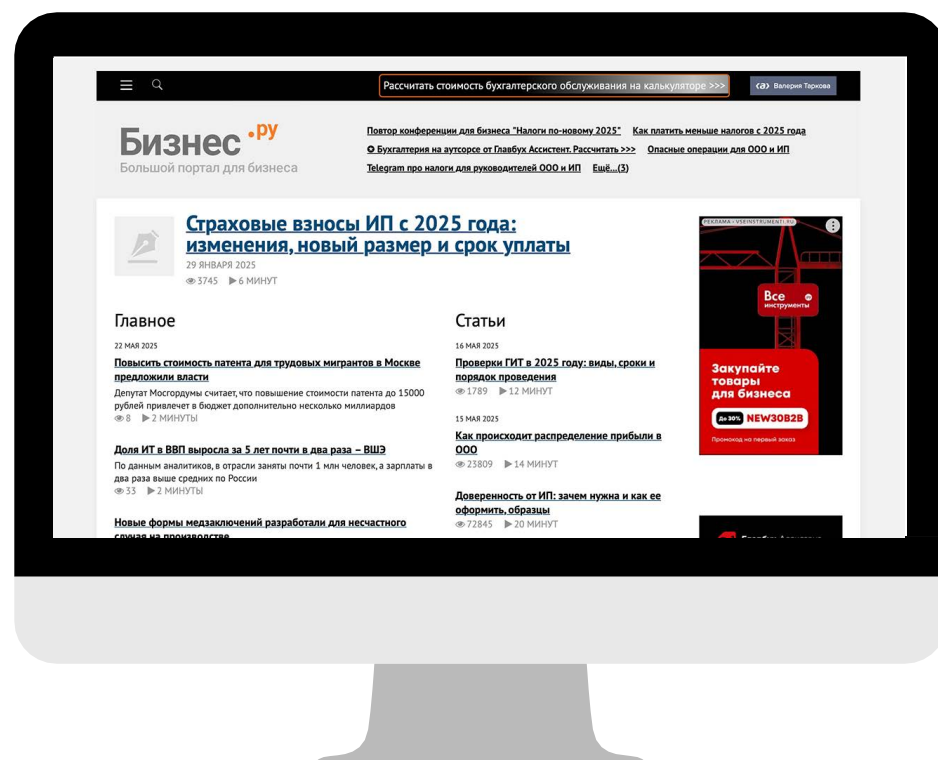 Рассчитать стоимость бухгалтерского обслуживания на калькуляторе >>>
(а) Валерия Таркова
Бизнес.ру
Большой портал для бизнеса
Повтор конференции для бизнеса "Налоги по-новому 2025" Как платить меньше налогов с 2025 года
✪ Бухгалтерия на аутсорсе от Главбух Ассистент. Рассчитать >>> Опасные операции для ООО и ИП
Telegram про налоги для руководителей ООО и ИП Ещё...(3)
Страховые взносы ИП с 2025 года:
изменения, новый размер и срок уплаты
29 ЯНВАРЯ 2025
3745 6 МИНУТ
Главное
22 МАЯ 2025
Повысить стоимость патента для трудовых мигрантов в Москве
предложили власти
Депутат Мосгордумы считает, что повышение стоимости патента до 15000
рублей привлечет в бюджет дополнительно несколько миллиардов
8 2 МИНУТЫ
Доля ИТ в ВВП выросла за 5 лет почти в два раза – ВШЭ
По данным аналитиков, в отрасли заняты почти 1 млн человек, а зарплаты в
два раза выше средних по России
33 2 МИНУТЫ
Новые формы медзаключений разработали для несчастного
случая на производстве
Статьи
16 МАЯ 2025
Проверки ГИТ в 2025 году: виды, сроки и
порядок проведения
1789 12 МИНУТ
15 МАЯ 2025
Как происходит распределение прибыли в
ООО
23809 14 МИНУТ
Доверенность от ИП: зачем нужна и как ее
оформить, образцы
72845 20 МИНУТ
РЕКЛАМА • VSEINSTRUMENTI.RU
Все
инструменты
Закупайте
товары
для бизнеса
До 30% NEW30B2B
Промокод на первый заказ